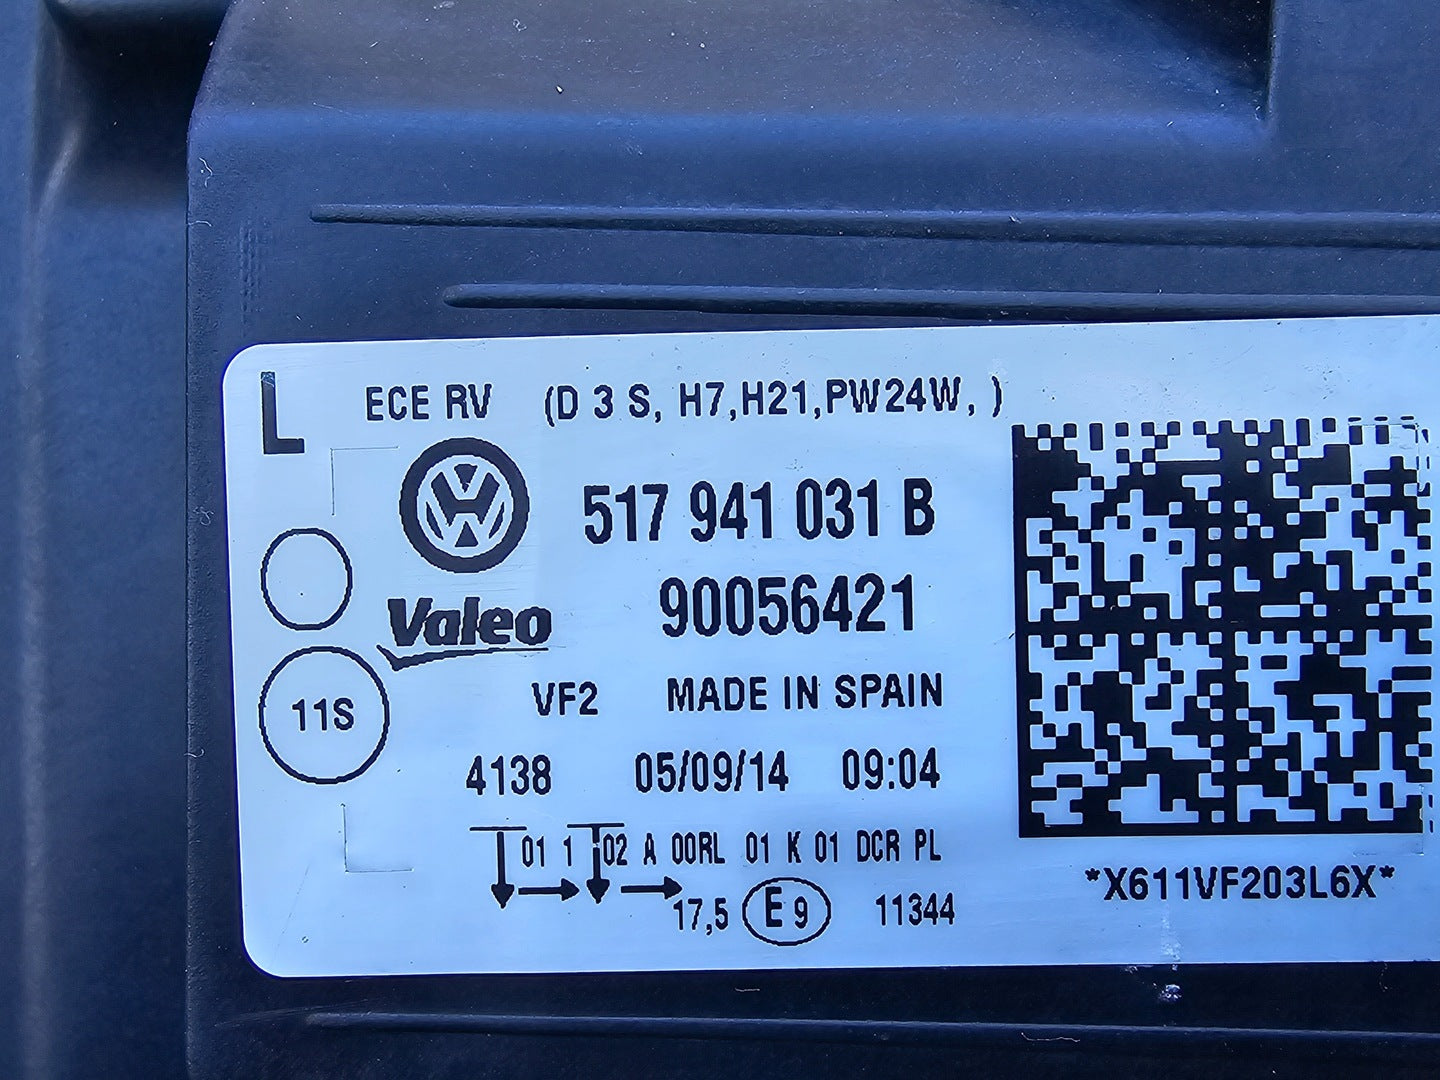 L ECE RV (D 3 S, H7,H21,PW24W, )
517 941 031 B
Valeo 90056421
VF2 MADE IN SPAIN
11S
4138 05/09/14 09:04
01 1 02 A 00RL 01 K 01 DCR PL
17,5 E9 11344
*X611VF203L6X*